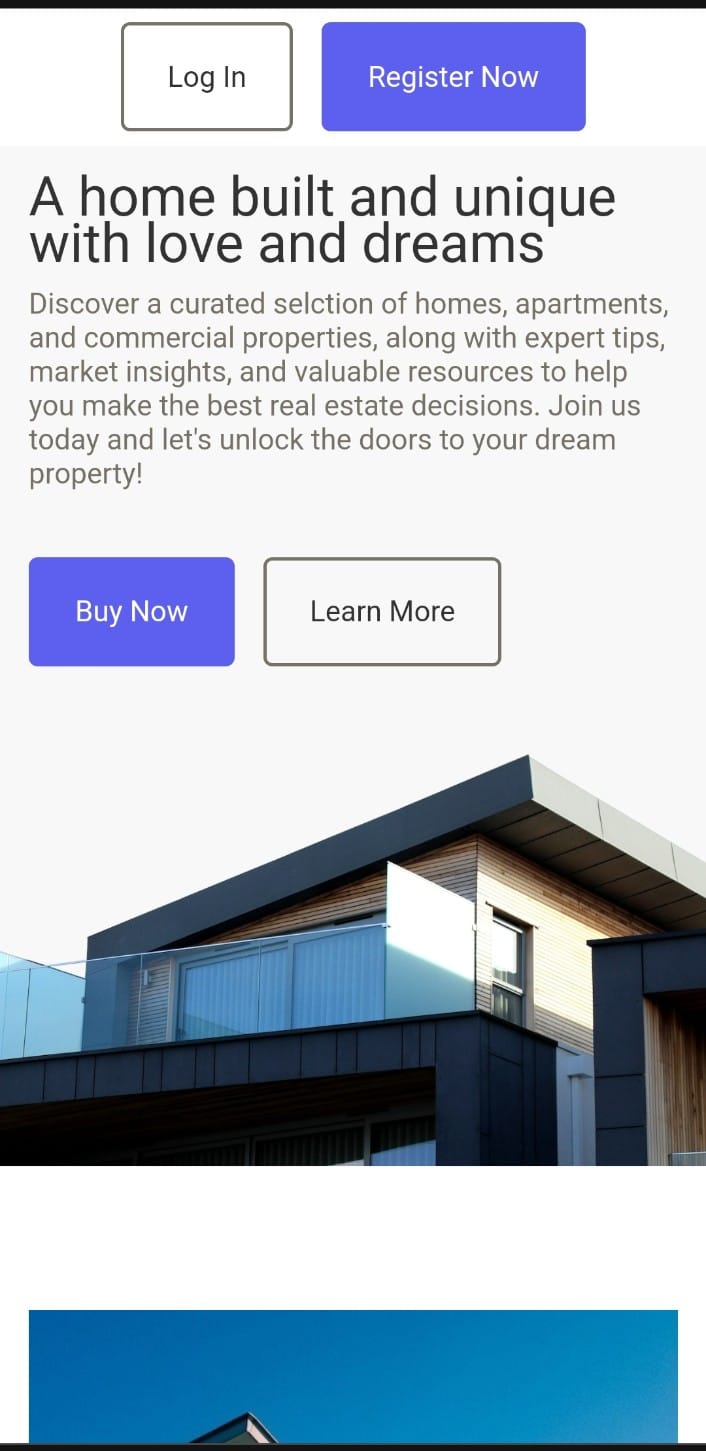 Log In
Register Now
A home built and unique
with love and dreams
Discover a curated selction of homes, apartments,
and commercial properties, along with expert tips,
market insights, and valuable resources to help
you make the best real estate decisions. Join us
today and let's unlock the doors to your dream
property!
Buy Now
Learn More